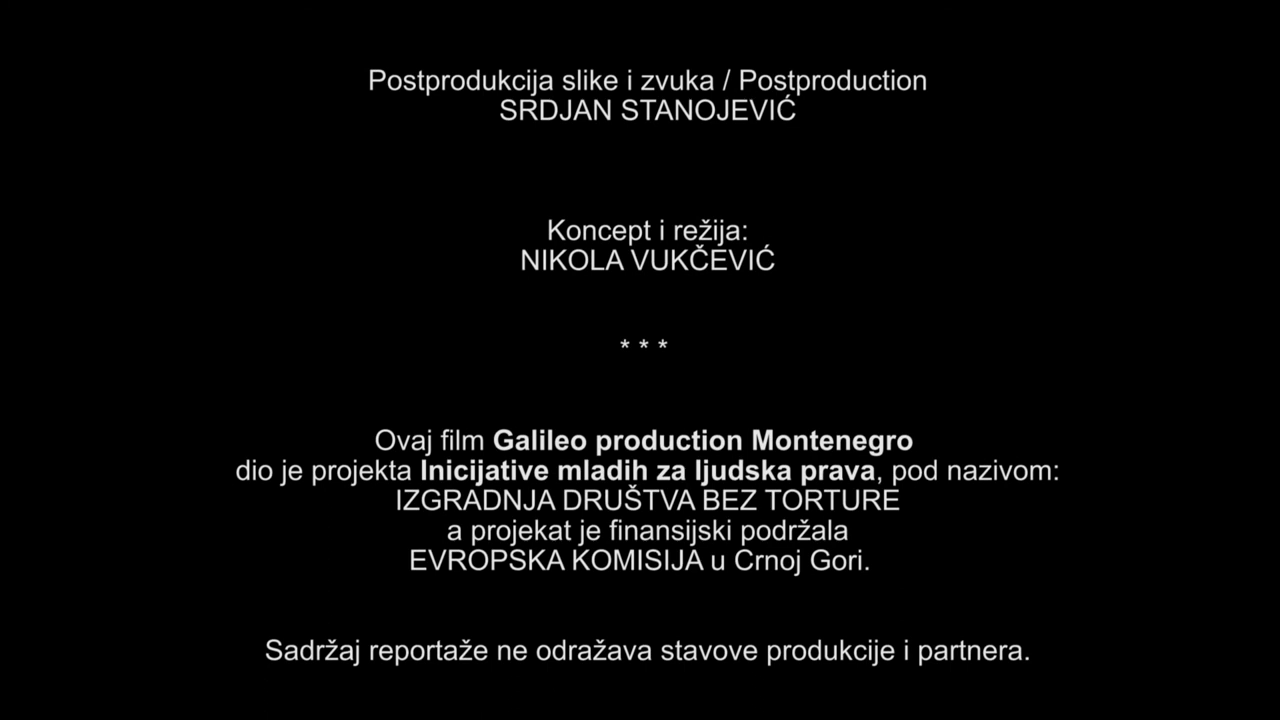 Postprodukcija slike i zvuka / Postproduction
SRDJAN STANOJEVIĆ
Koncept i režija:
NIKOLA VUKČEVIĆ
* * *
Ovaj film Galileo production Montenegro
dio je projekta Inicijative mladih za ljudska prava, pod nazivom:
IZGRADNJA DRUŠTVA BEZ TORTURE
a projekat je finansijski podržala
EVROPSKA KOMISIJA u Crnoj Gori.
Sadržaj reportaže ne odražava stavove produkcije i partnera.